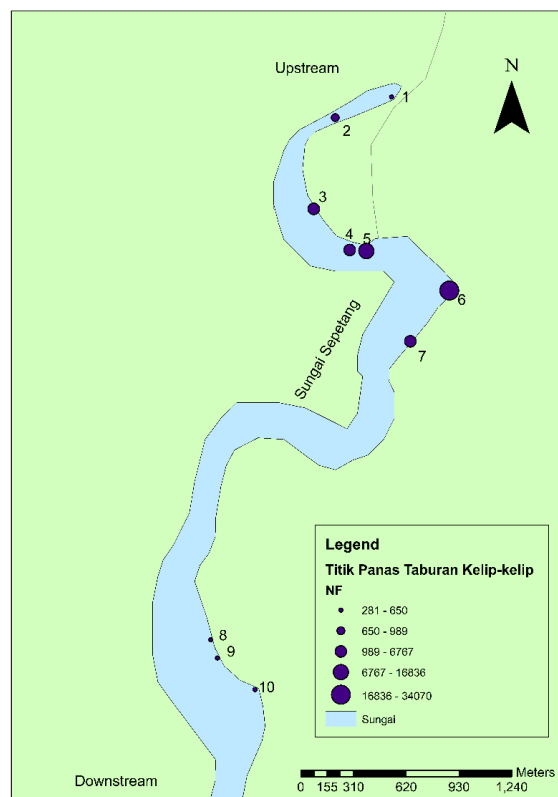 Upstream
N
1
2
3
4
5
6
7
Sungai Sepetang
8
9
10
Downstream
Legend
Titik Panas Taburan Kelip-kelip
NF
281 - 650
650 - 989
989 - 6767
6767 - 16836
16836 - 34070
Sungai
Meters
0 155 310 620 930 1,240